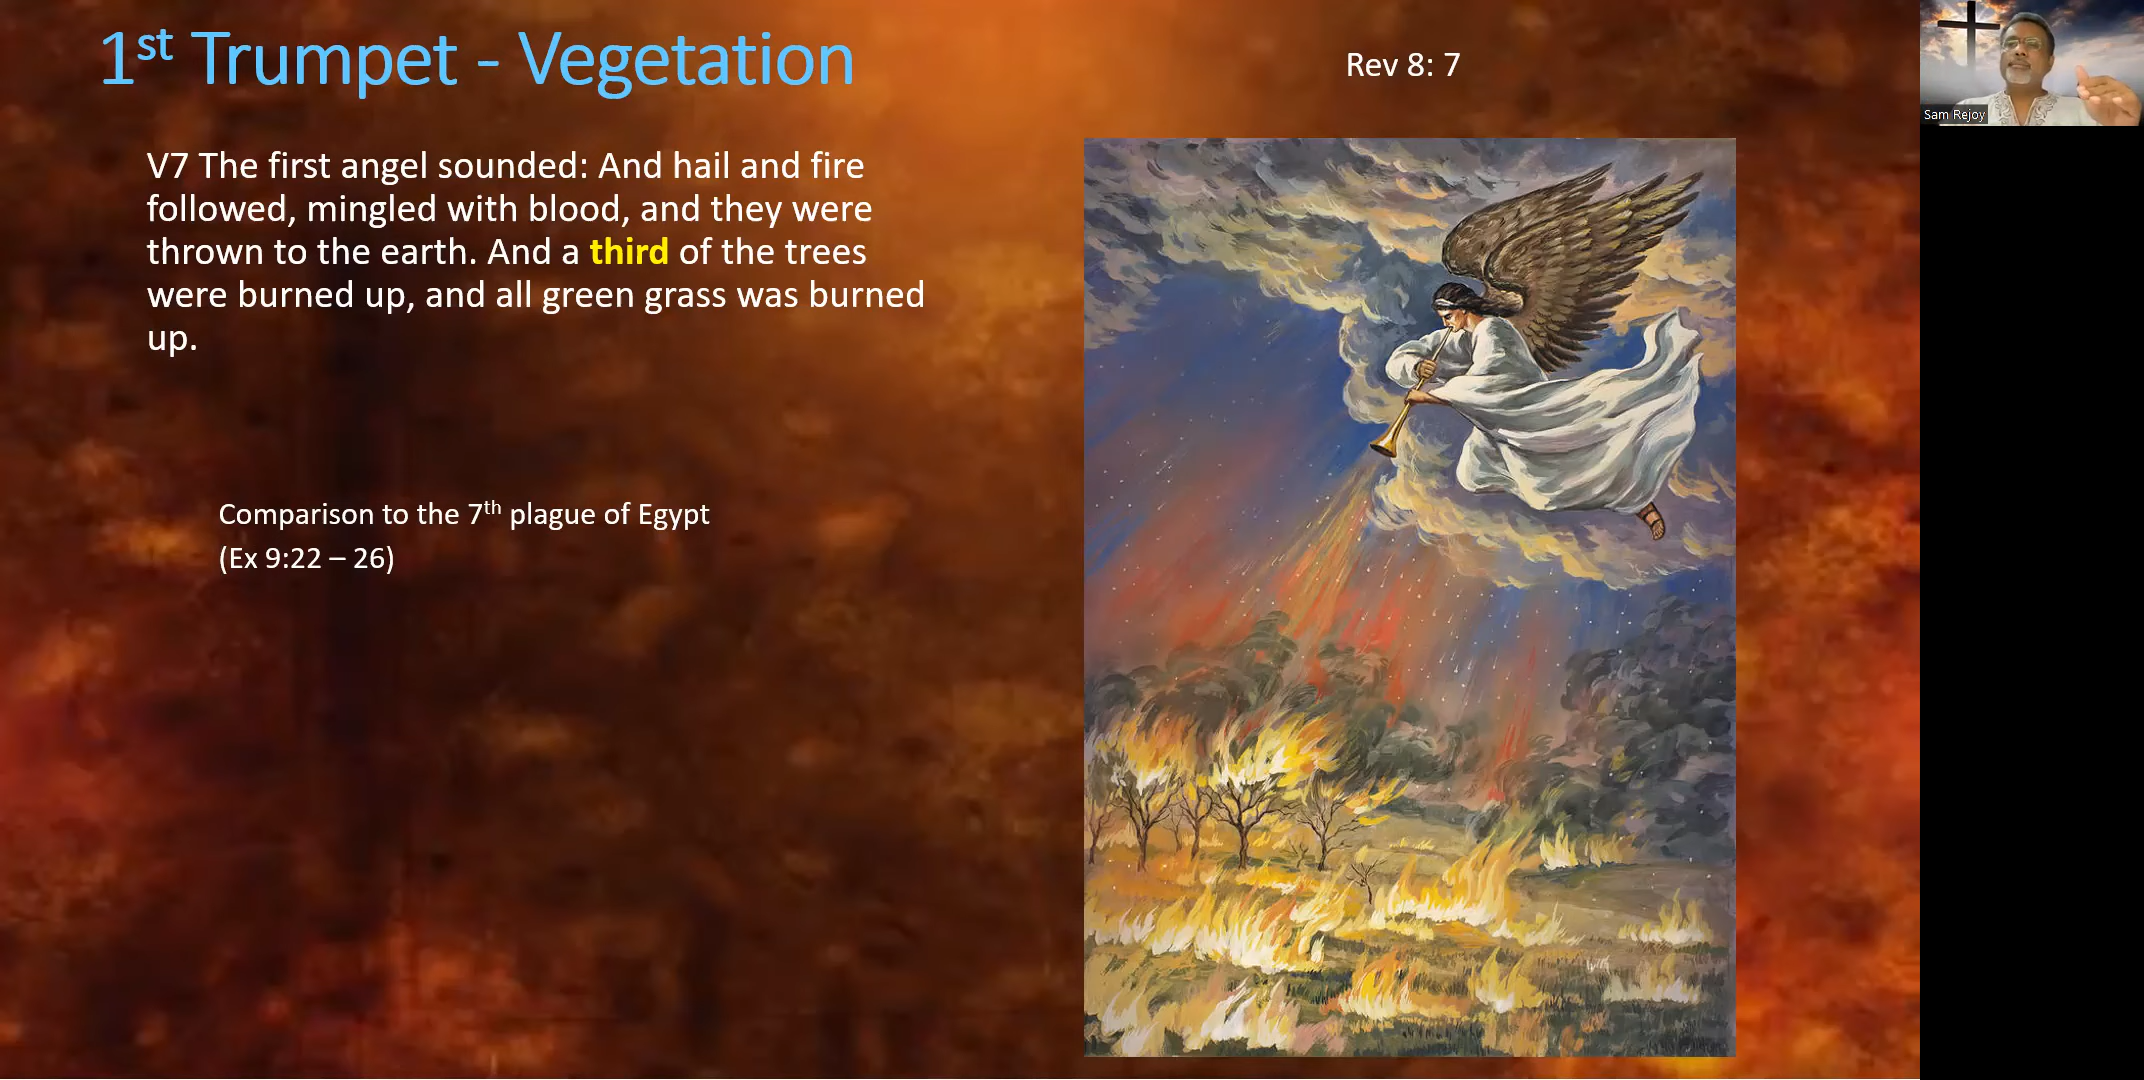 1st Trumpet - Vegetation
Rev 8: 7
Sam Rejoy
V7 The first angel sounded: And hail and fire
followed, mingled with blood, and they were
thrown to the earth. And a third of the trees
were burned up, and all green grass was burned
up.
Comparison to the 7th plague of Egypt
(Ex 9:22 – 26)